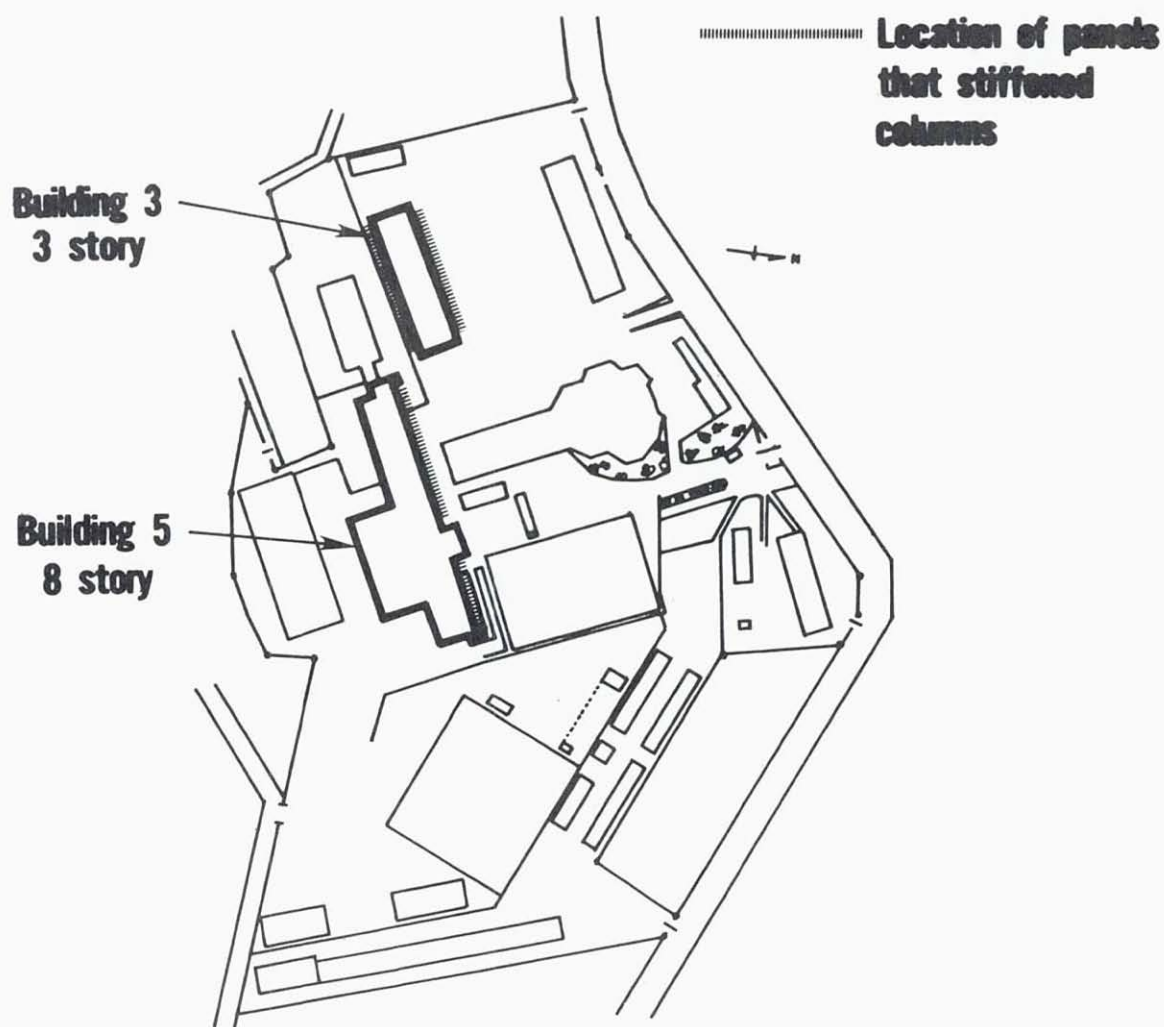 Location of panels
that stiffened
columns
Building 3
3 story
N
Building 5
8 story